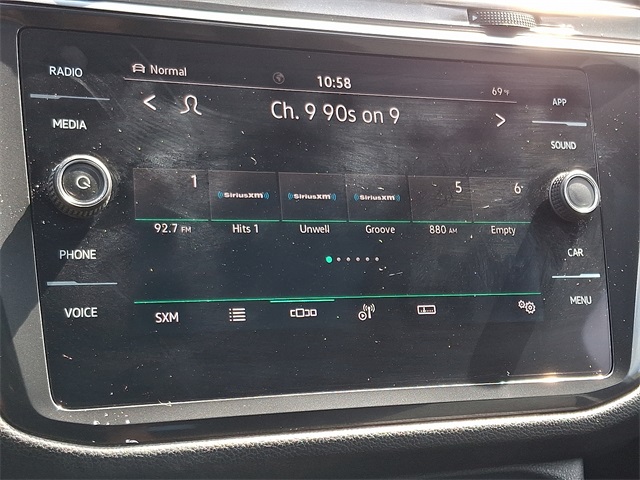 RADIO
Normal
10:58
69 °F
APP
MEDIA
Ch. 9 90s on 9
SOUND
1
SiriusXM
SiriusXM
SiriusXM
5
6
92.7 FM
Hits 1
Unwell
Groove
880 AM
Empty
PHONE
CAR
VOICE
SXM
MENU